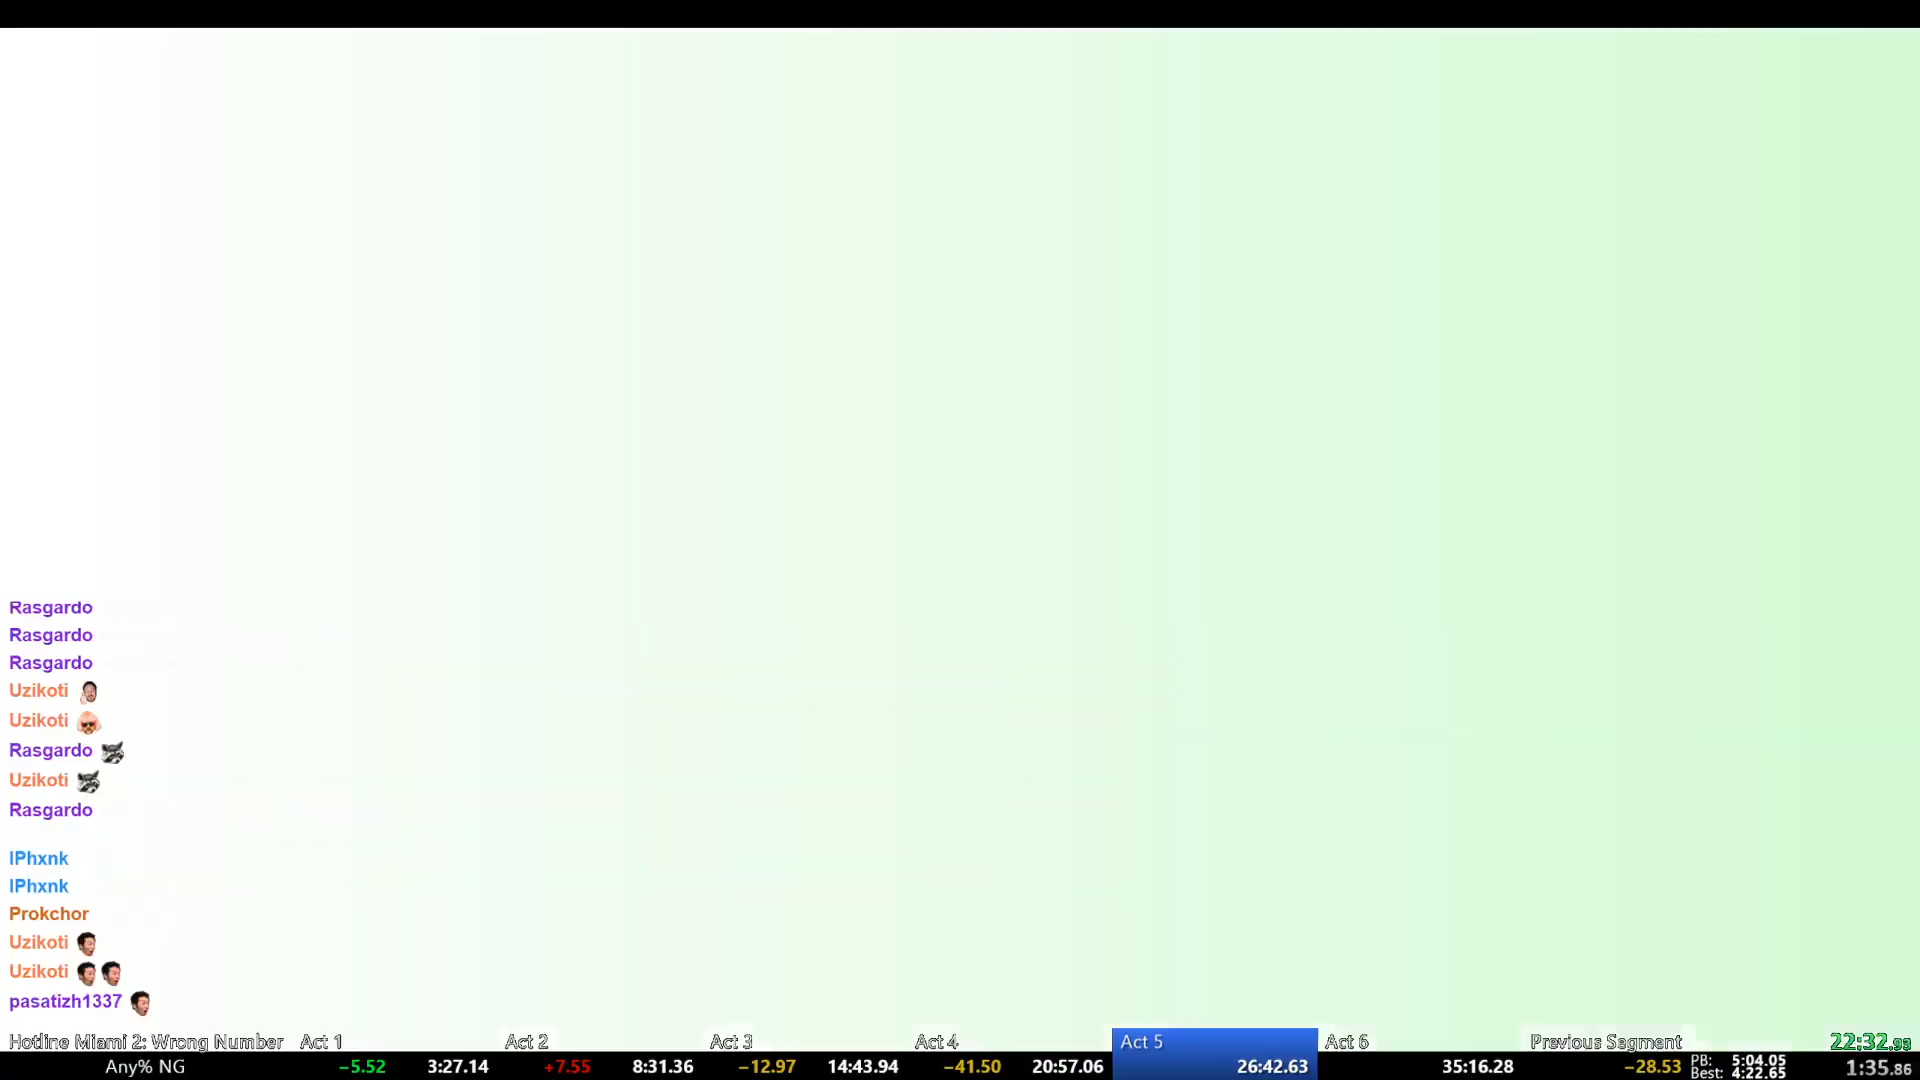 Rasgardo
Rasgardo
Rasgardo
Uzikoti
Uzikoti
Rasgardo
Uzikoti
Rasgardo
IPhxnk
IPhxnk
Prokchor
Uzikoti
Uzikoti
pasatizh1337
Hotline Miami 2: Wrong Number Act 1 Act 2 Act 3 Act 4 Act 5 Act 6 Previous Segment 22:32.93
Any% NG −5.52 3:27.14 +7.55 8:31.36 −12.97 14:43.94 −41.50 20:57.06 26:42.63 35:16.28 −28.53 PB: 5:04.05 1:35.86
Best: 4:22.65